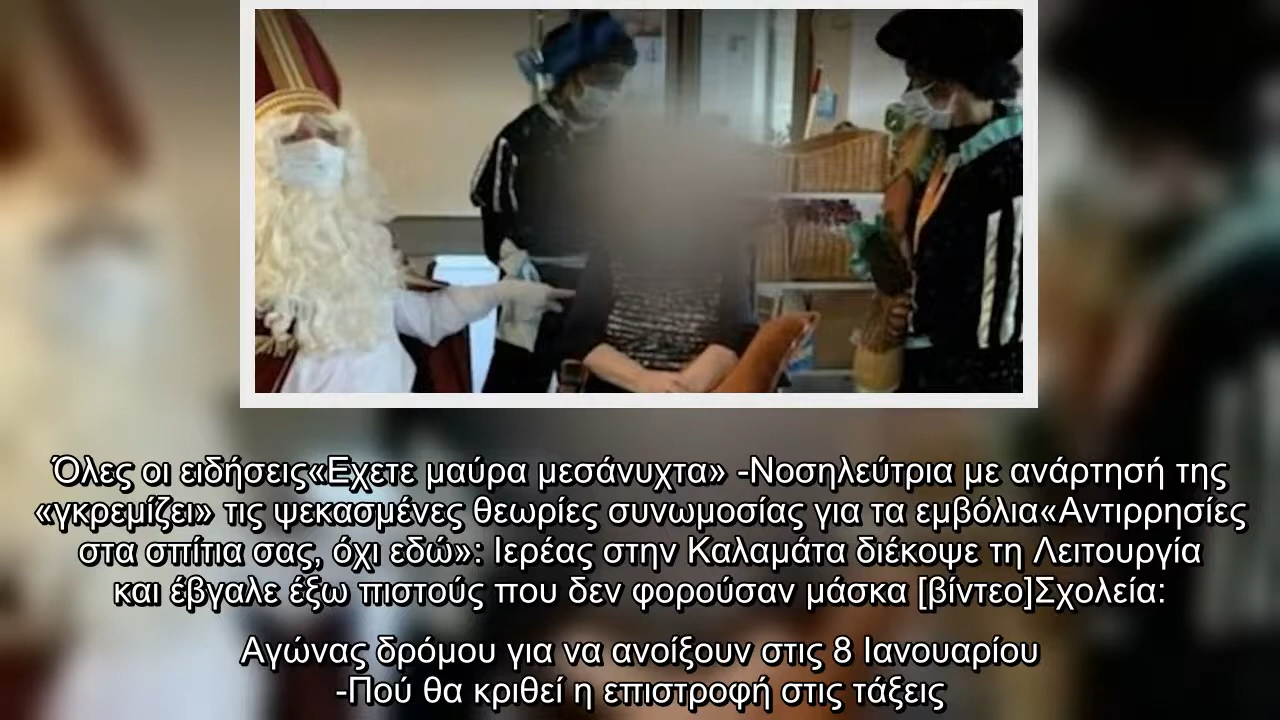 Όλες οι ειδήσεις«Εχετε μαύρα μεσάνυχτα» -Νοσηλεύτρια με ανάρτησή της
«γκρεμίζει» τις ψεκασμένες θεωρίες συνωμοσίας για τα εμβόλια«Αντιρρησίες
στα σπίτια σας, όχι εδώ»: Ιερέας στην Καλαμάτα διέκοψε τη Λειτουργία
και έβγαλε έξω πιστούς που δεν φορούσαν μάσκα [βίντεο]Σχολεία:
Αγώνας δρόμου για να ανοίξουν στις 8 Ιανουαρίου
-Πού θα κριθεί η επιστροφή στις τάξεις